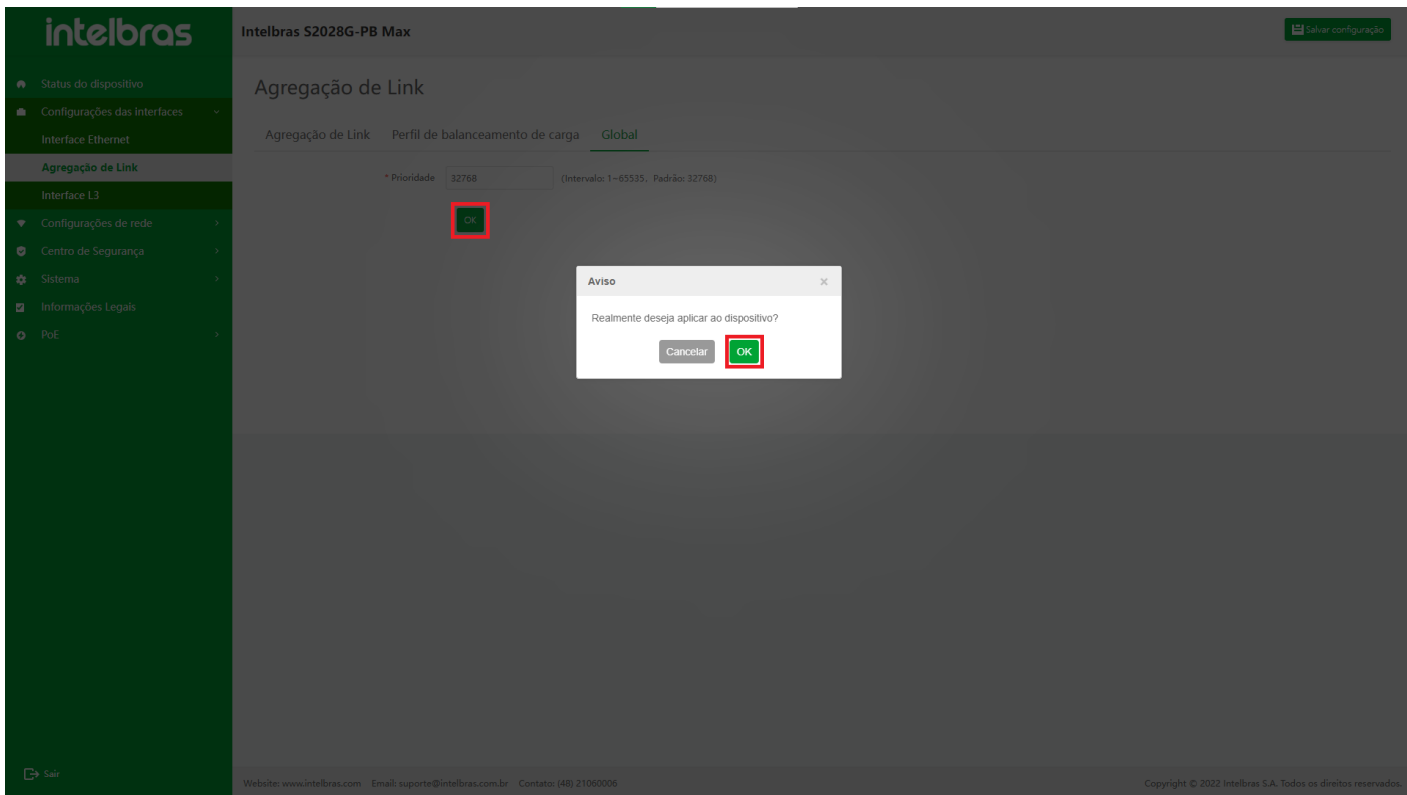 intelbras
Intelbras S2028G-PB Max
Salvar configuração
Status do dispositivo
Configurações das interfaces
Interface Ethernet
Agregação de Link
Interface L3
Configurações de rede
Centro de Segurança
Sistema
Informações Legais
PoE
Sair
Agregação de Link
Agregação de Link Perfil de balanceamento de carga Global
* Prioridade 32768 (Intervalo: 1~65535. Padrão: 32768)
OK
Aviso ×
Realmente deseja aplicar ao dispositivo?
Cancelar OK
Website: www.intelbras.com Email: suporte@intelbras.com.br Contato: (48) 21060006
Copyright © 2022 Intelbras S.A. Todos os direitos reservados.